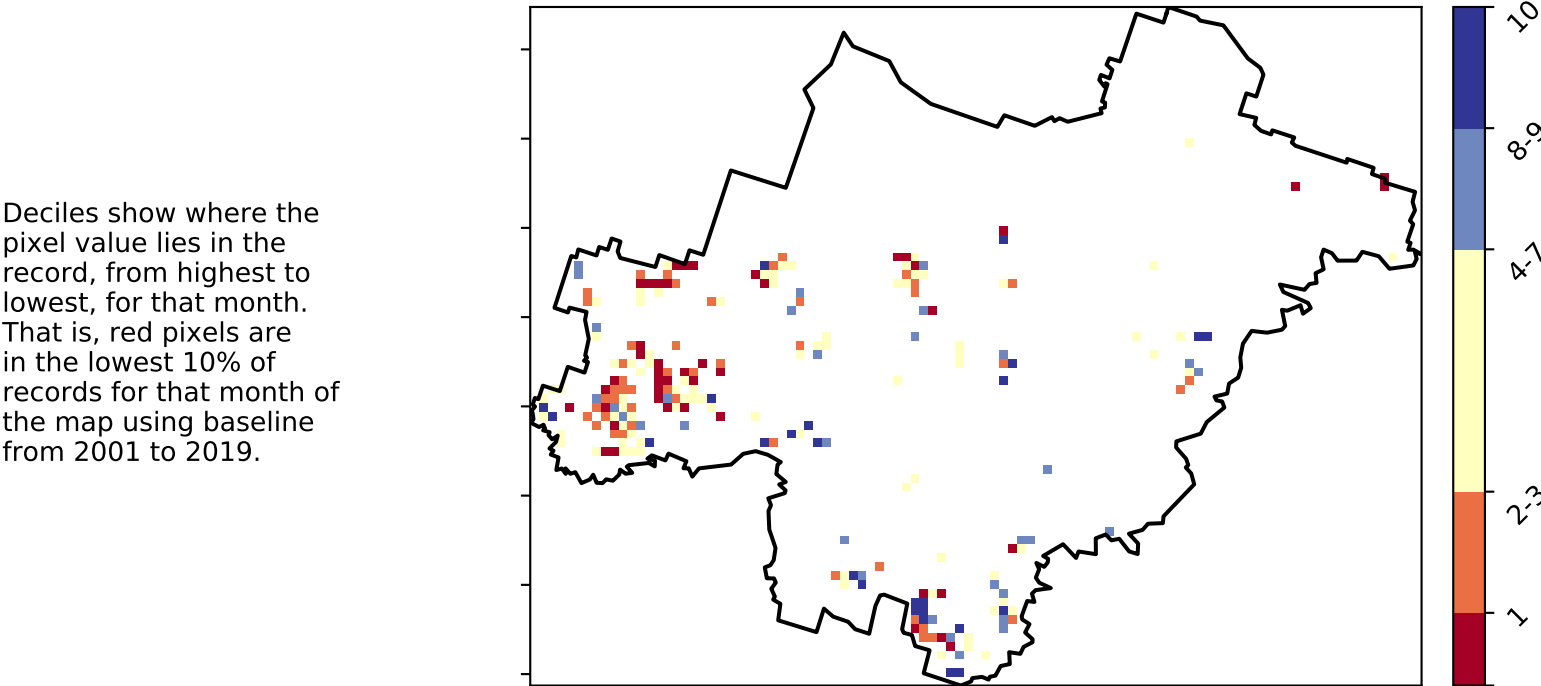 Deciles show where the
pixel value lies in the
record, from highest to
lowest, for that month.
That is, red pixels are
in the lowest 10% of
records for that month of
the map using baseline
from 2001 to 2019.
10
8-9
4-7
2-3
1